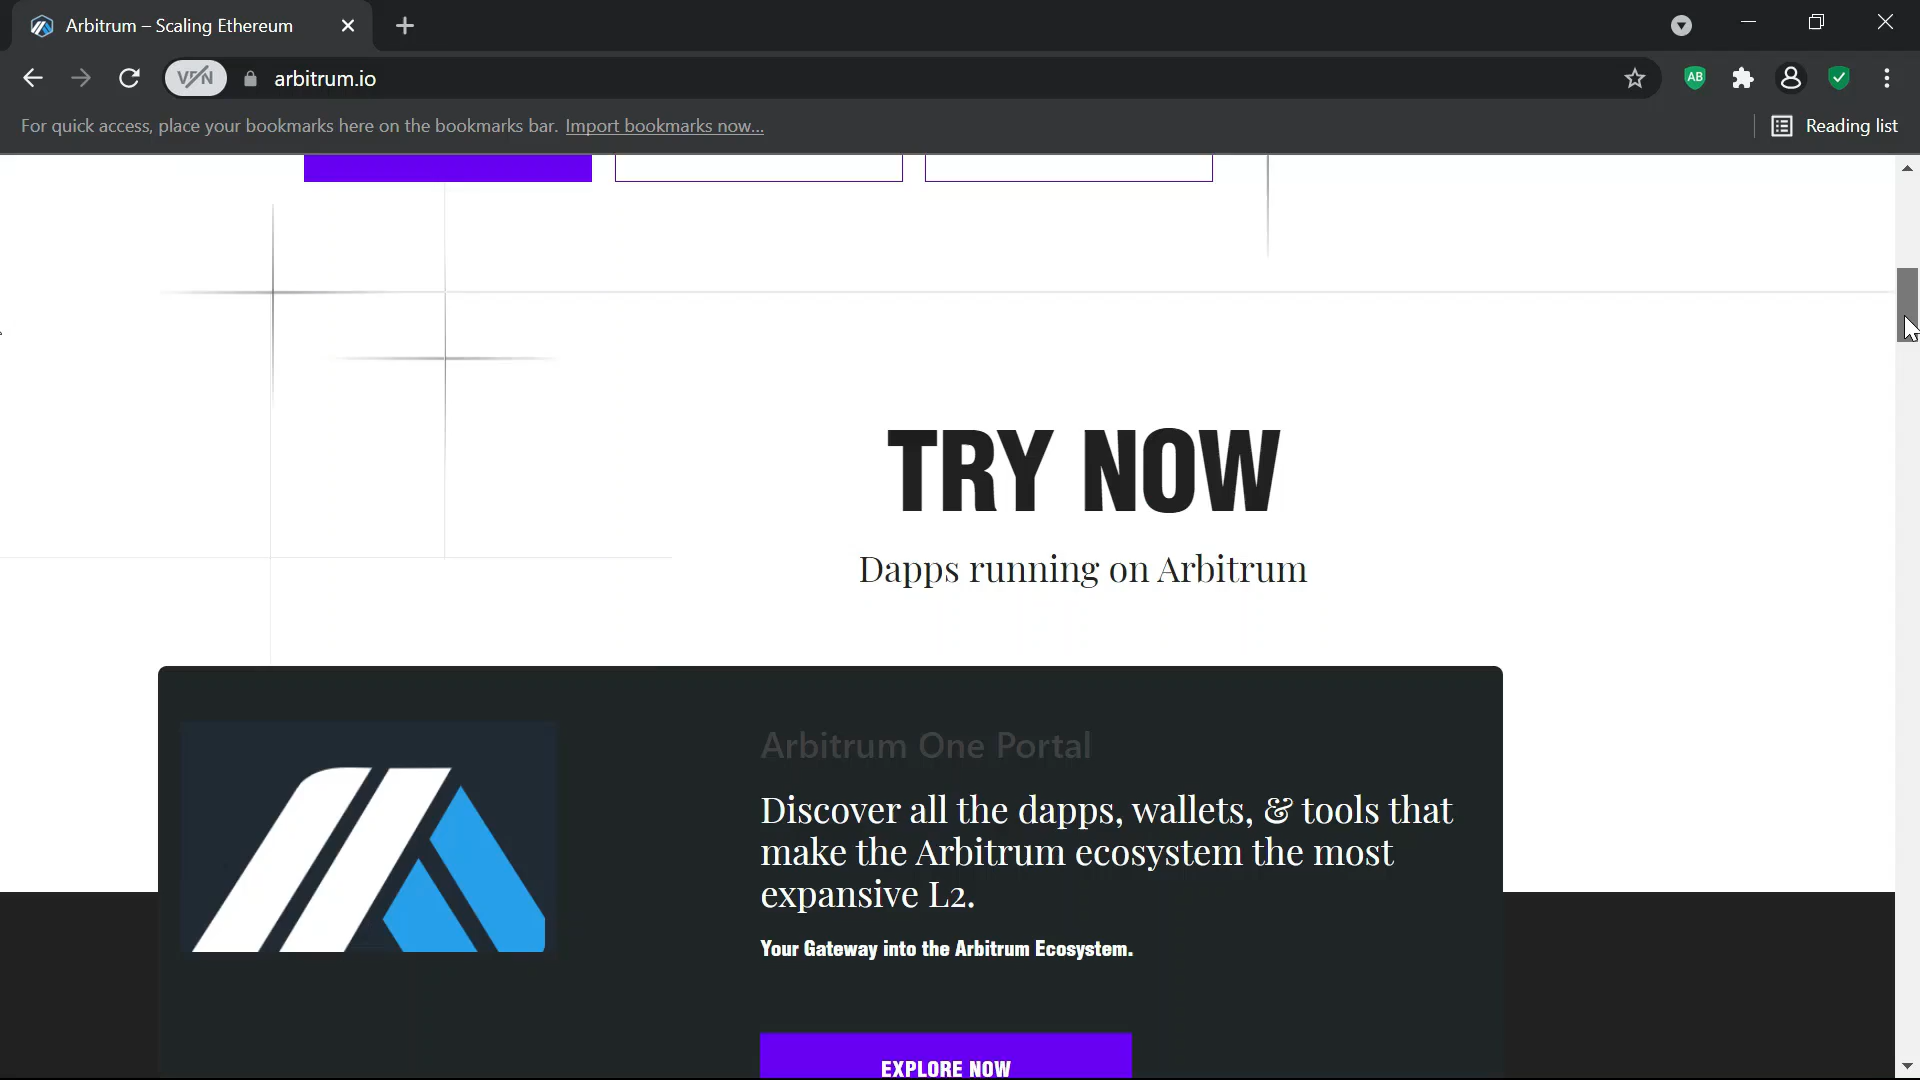 Arbitrum – Scaling Ethereum
VPN
arbitrum.io
AB
For quick access, place your bookmarks here on the bookmarks bar. Import bookmarks now...
Reading list
TRY NOW
Dapps running on Arbitrum
Arbitrum One Portal
Discover all the dapps, wallets, & tools that
make the Arbitrum ecosystem the most
expansive L2.
Your Gateway into the Arbitrum Ecosystem.
EXPLORE NOW